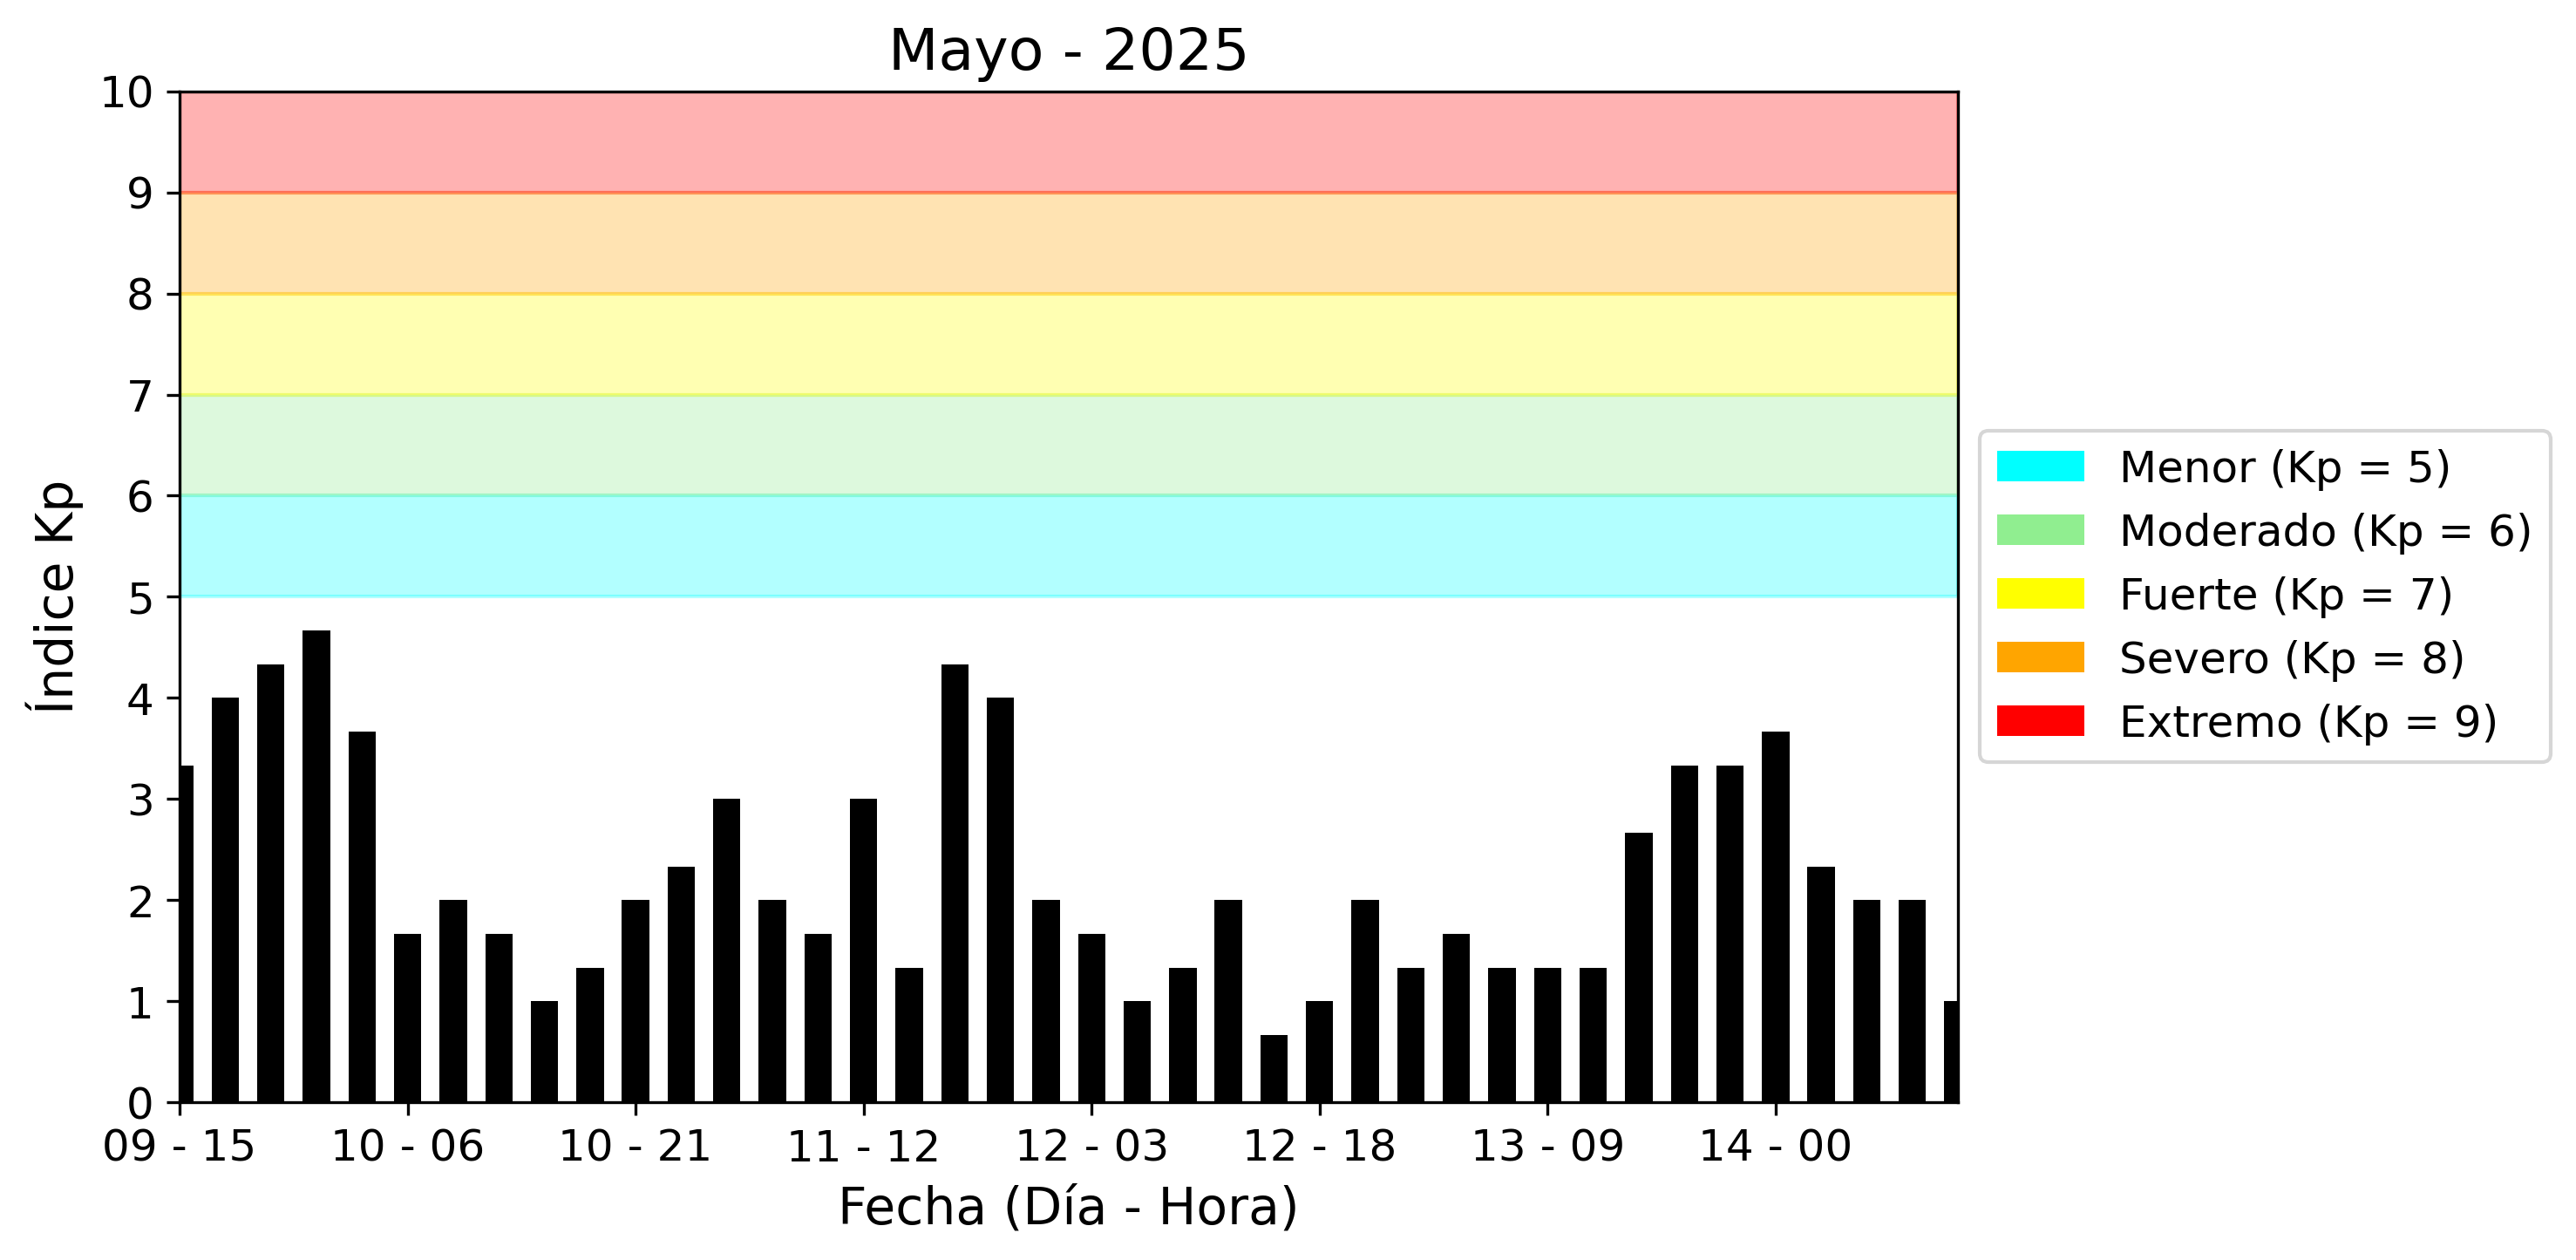 Mayo - 2025
10
9
8
7
6
5
4
3
2
1
0
Índice Kp
09 - 15 10 - 06 10 - 21 11 - 12 12 - 03 12 - 18 13 - 09 14 - 00
Fecha (Día - Hora)
Menor (Kp = 5)
Moderado (Kp = 6)
Fuerte (Kp = 7)
Severo (Kp = 8)
Extremo (Kp = 9)